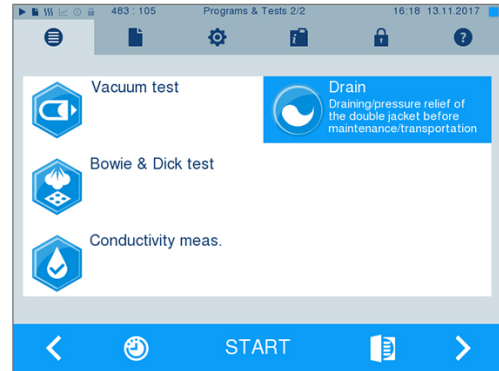 483 : 105
Programs & Tests 2/2
16:18 13.11.2017
Vacuum test
Drain
Draining/pressure relief of
the double jacket before
maintenance/transportation
Bowie & Dick test
Conductivity meas.
START